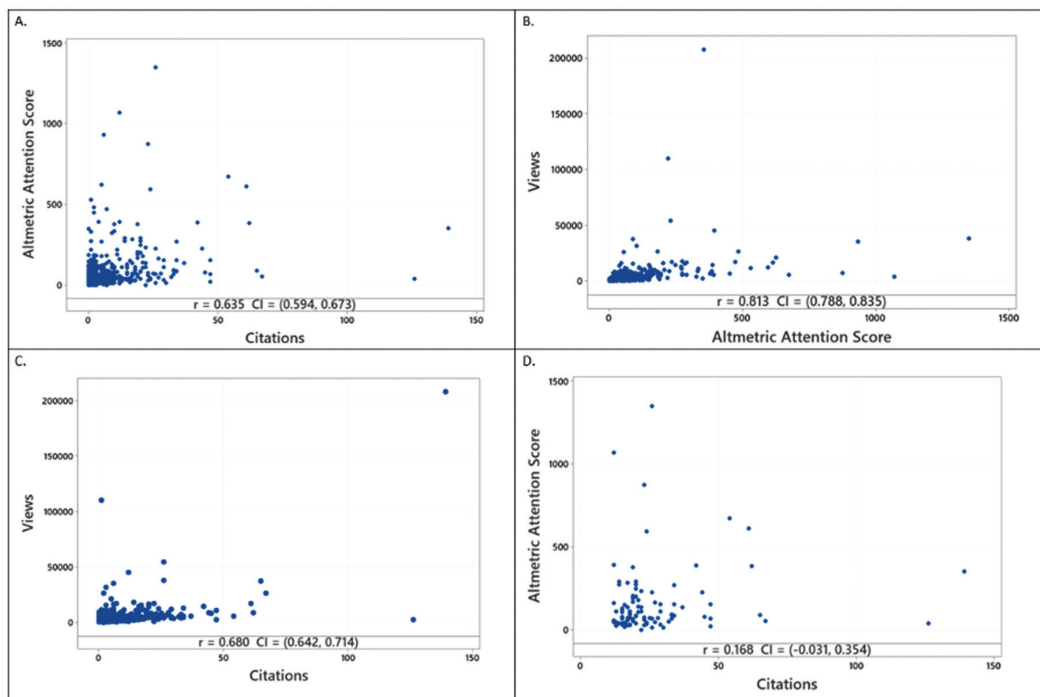 A.
1500
1000
500
0
Altmetric Attention Score
r = 0.635 CI = (0.594, 0.673)
0 50 100 150
Citations
B.
200000
150000
100000
50000
0
Views
r = 0.813 CI = (0.788, 0.835)
0 500 1000 1500
Altmetric Attention Score
C.
200000
150000
100000
50000
0
Views
r = 0.680 CI = (0.642, 0.714)
0 50 100 150
Citations
D.
1500
1000
500
0
Altmetric Attention Score
r = 0.168 CI = (-0.031, 0.354)
0 50 100 150
Citations